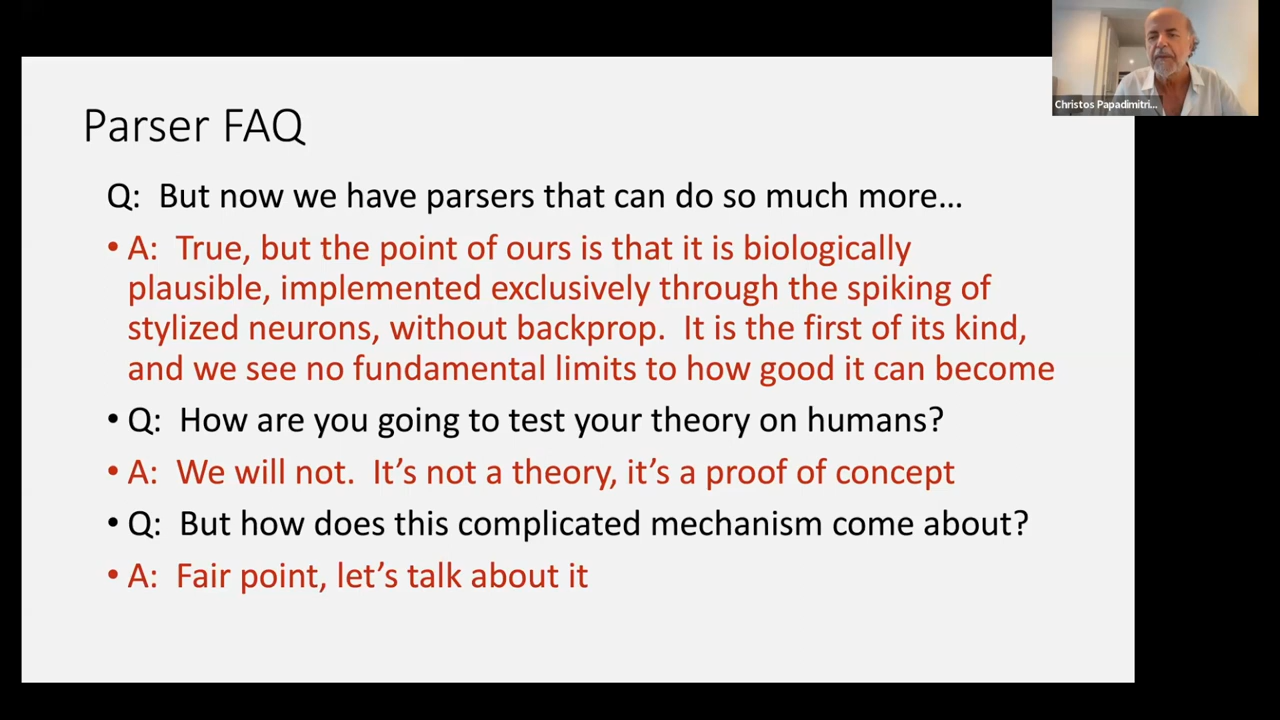 Christos Papadimitri...
Parser FAQ
Q: But now we have parsers that can do so much more…
• A: True, but the point of ours is that it is biologically
plausible, implemented exclusively through the spiking of
stylized neurons, without backprop. It is the first of its kind,
and we see no fundamental limits to how good it can become
• Q: How are you going to test your theory on humans?
• A: We will not. It’s not a theory, it’s a proof of concept
• Q: But how does this complicated mechanism come about?
• A: Fair point, let’s talk about it